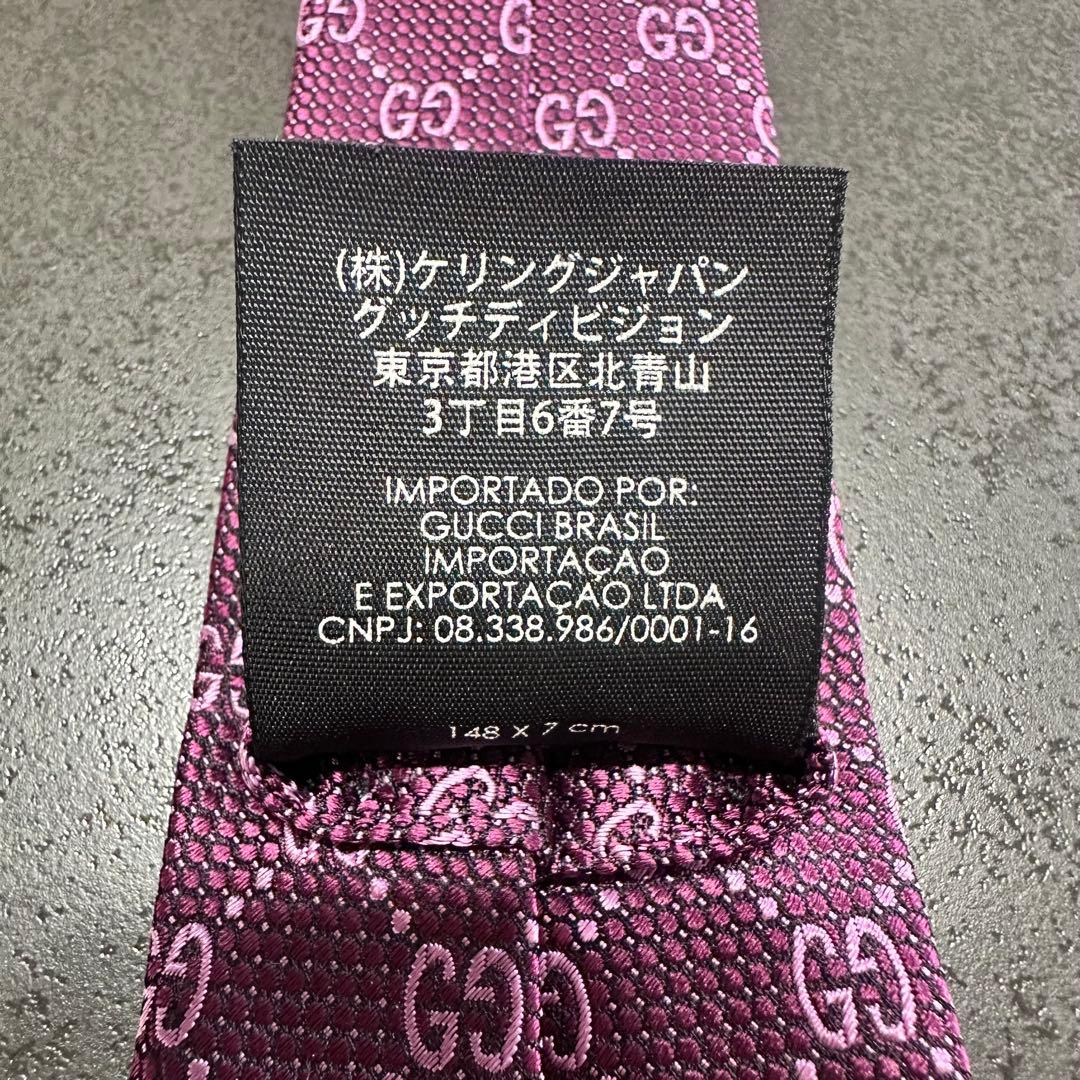 (株)ケリングジャパン
グッチディビジョン
東京都港区北青山
3丁目6番7号
IMPORTADO POR:
GUCCI BRASIL
IMPORTAÇAO
E EXPORTAÇAO LTDA
CNPJ: 08.338.986/0001-16
148 X 7 cm